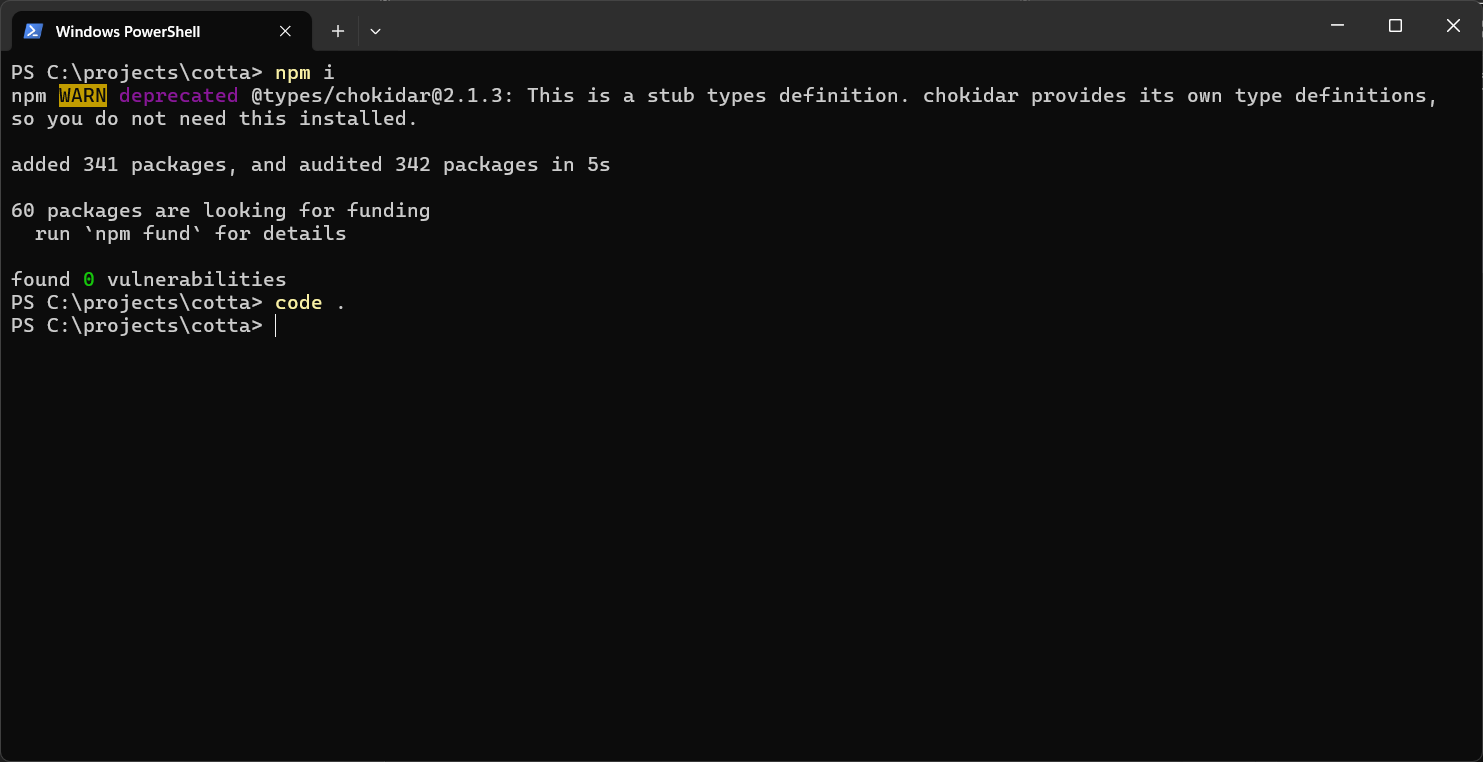 Windows PowerShell
PS C:\projects\cotta> npm i
npm WARN deprecated @types/chokidar@2.1.3: This is a stub types definition. chokidar provides its own type definitions,
so you do not need this installed.
added 341 packages, and audited 342 packages in 5s
60 packages are looking for funding
  run `npm fund` for details
found 0 vulnerabilities
PS C:\projects\cotta> code .
PS C:\projects\cotta>